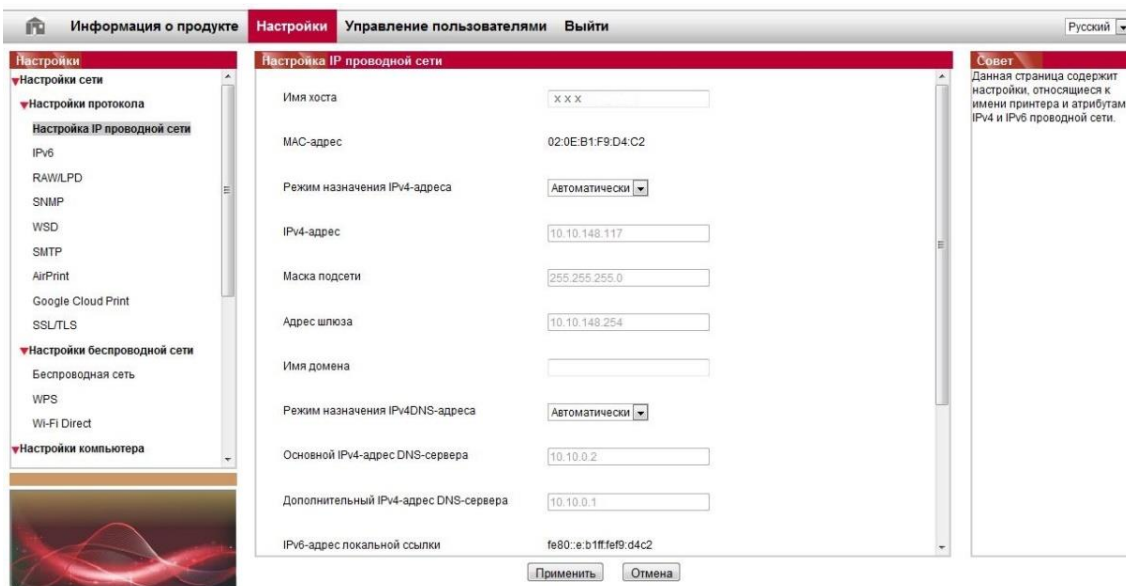 Информация о продукте Настройки Управление пользователями Выйти Русский
Настройки
Настройки сети
Настройки протокола
Настройка IP проводной сети
IPv6
RAW/LPD
SNMP
WSD
SMTP
AirPrint
Google Cloud Print
SSL/TLS
Настройки беспроводной сети
Беспроводная сеть
WPS
Wi-Fi Direct
Настройки компьютера
Настройка IP проводной сети
Имя хоста x x x
MAC-адрес 02:0E:B1:F9:D4:C2
Режим назначения IPv4-адреса Автоматически
IPv4-адрес 10.10.148.117
Маска подсети 255.255.255.0
Адрес шлюза 10.10.148.254
Имя домена
Режим назначения IPv4DNS-адреса Автоматически
Основной IPv4-адрес DNS-сервера 10.10.0.2
Дополнительный IPv4-адрес DNS-сервера 10.10.0.1
IPv6-адрес локальной ссылки fe80::e:b1ff:fef9:d4c2
Применить Отмена
Совет
Данная страница содержит
настройки, относящиеся к
имени принтера и атрибутам
IPv4 и IPv6 проводной сети.